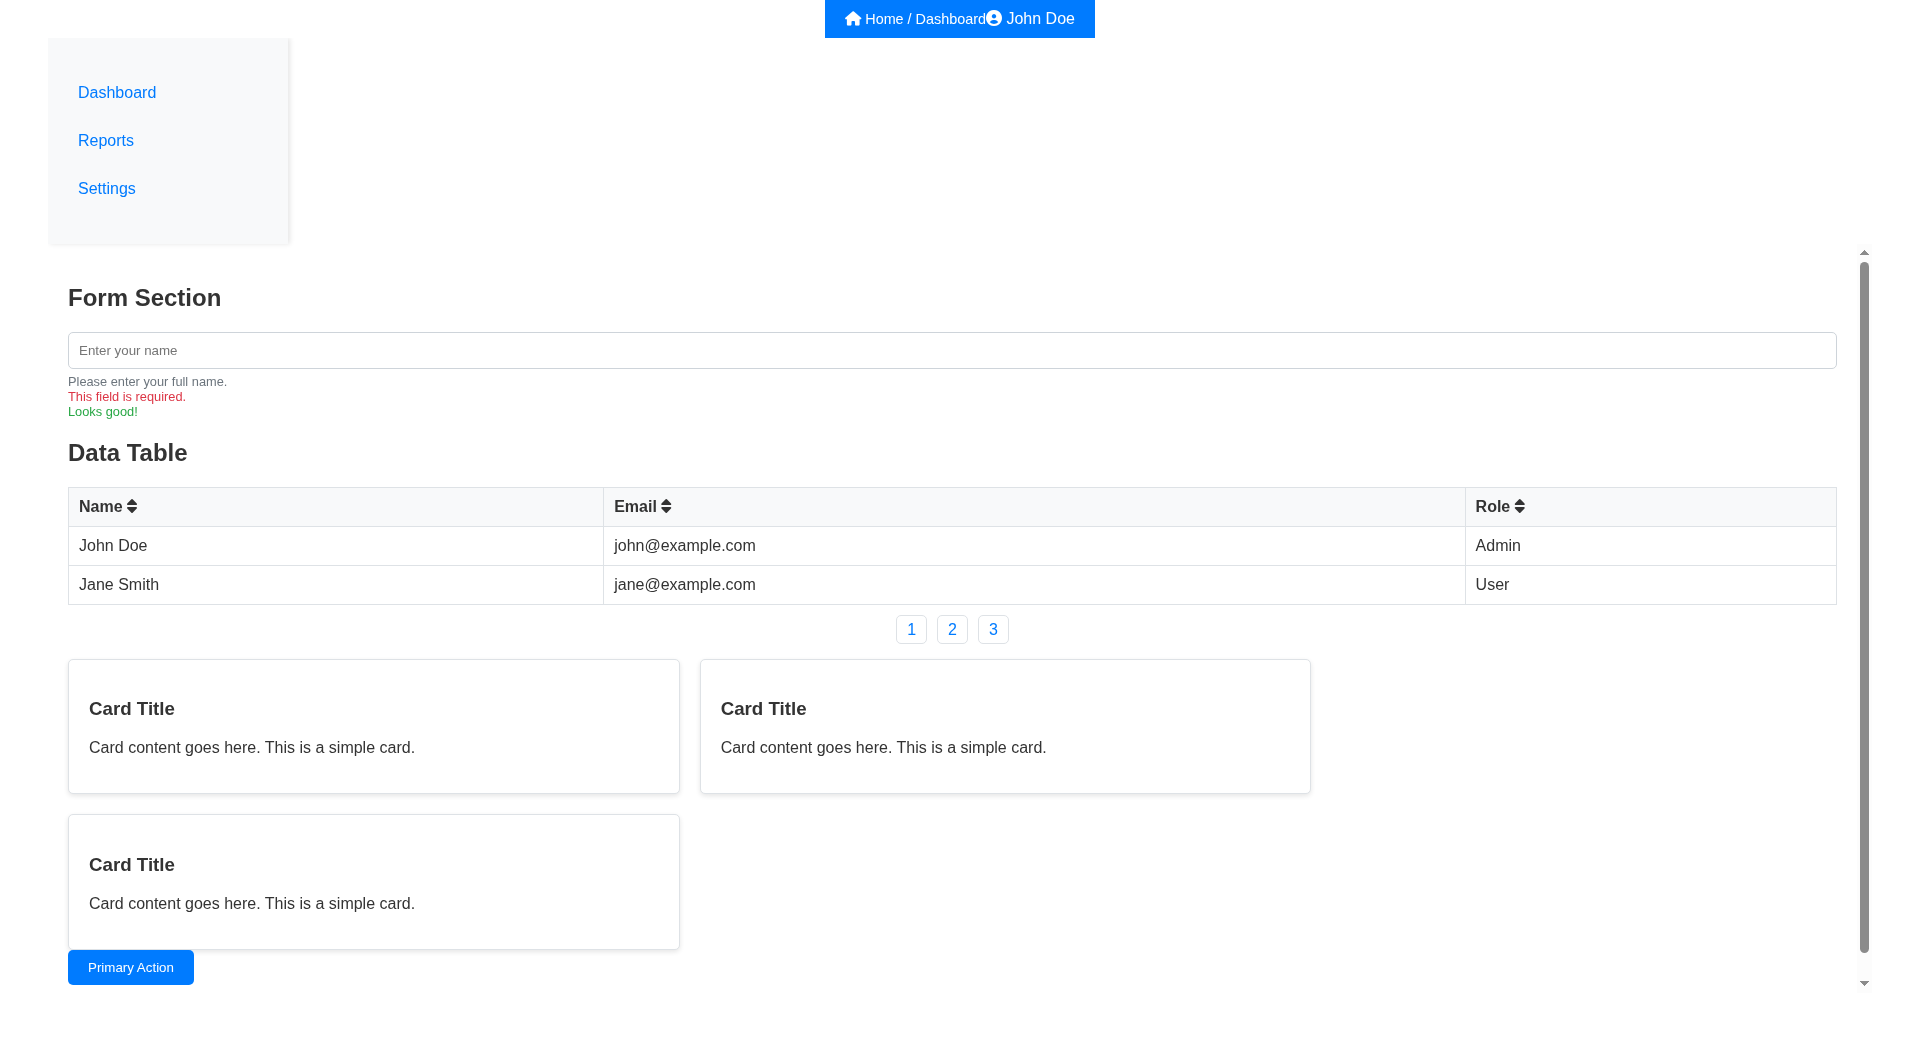 Home / Dashboard John Doe
Dashboard
Reports
Settings
Form Section
Enter your name
Please enter your full name.
This field is required.
Looks good!
Data Table
Name Email Role
John Doe john@example.com Admin
Jane Smith jane@example.com User
1 2 3
Card Title
Card content goes here. This is a simple card.
Card Title
Card content goes here. This is a simple card.
Card Title
Card content goes here. This is a simple card.
Primary Action